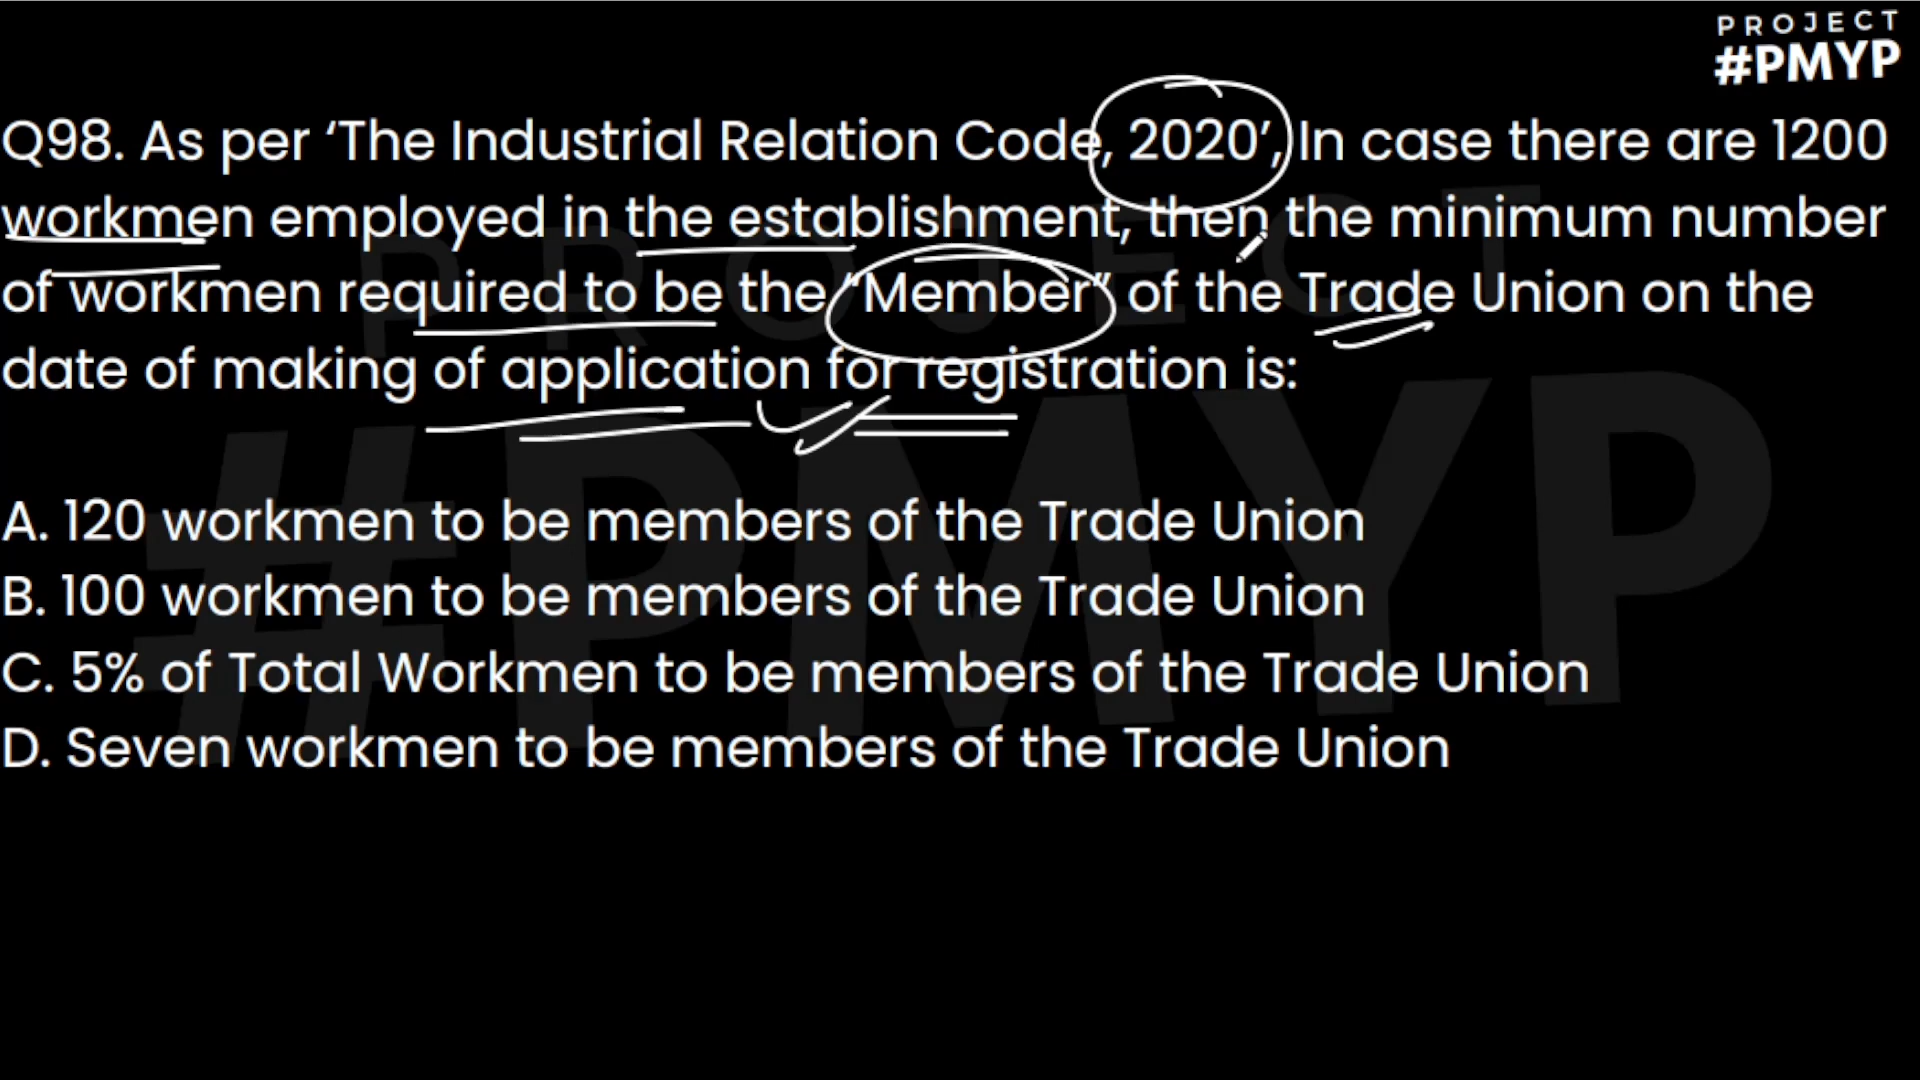 PROJECT
#PMYP
Q98. As per ‘The Industrial Relation Code, 2020’, In case there are 1200
workmen employed in the establishment, then the minimum number
of workmen required to be the “Member” of the Trade Union on the
date of making of application for registration is:
PROJECT
#PMYP
A. 120 workmen to be members of the Trade Union
B. 100 workmen to be members of the Trade Union
C. 5% of Total Workmen to be members of the Trade Union
D. Seven workmen to be members of the Trade Union